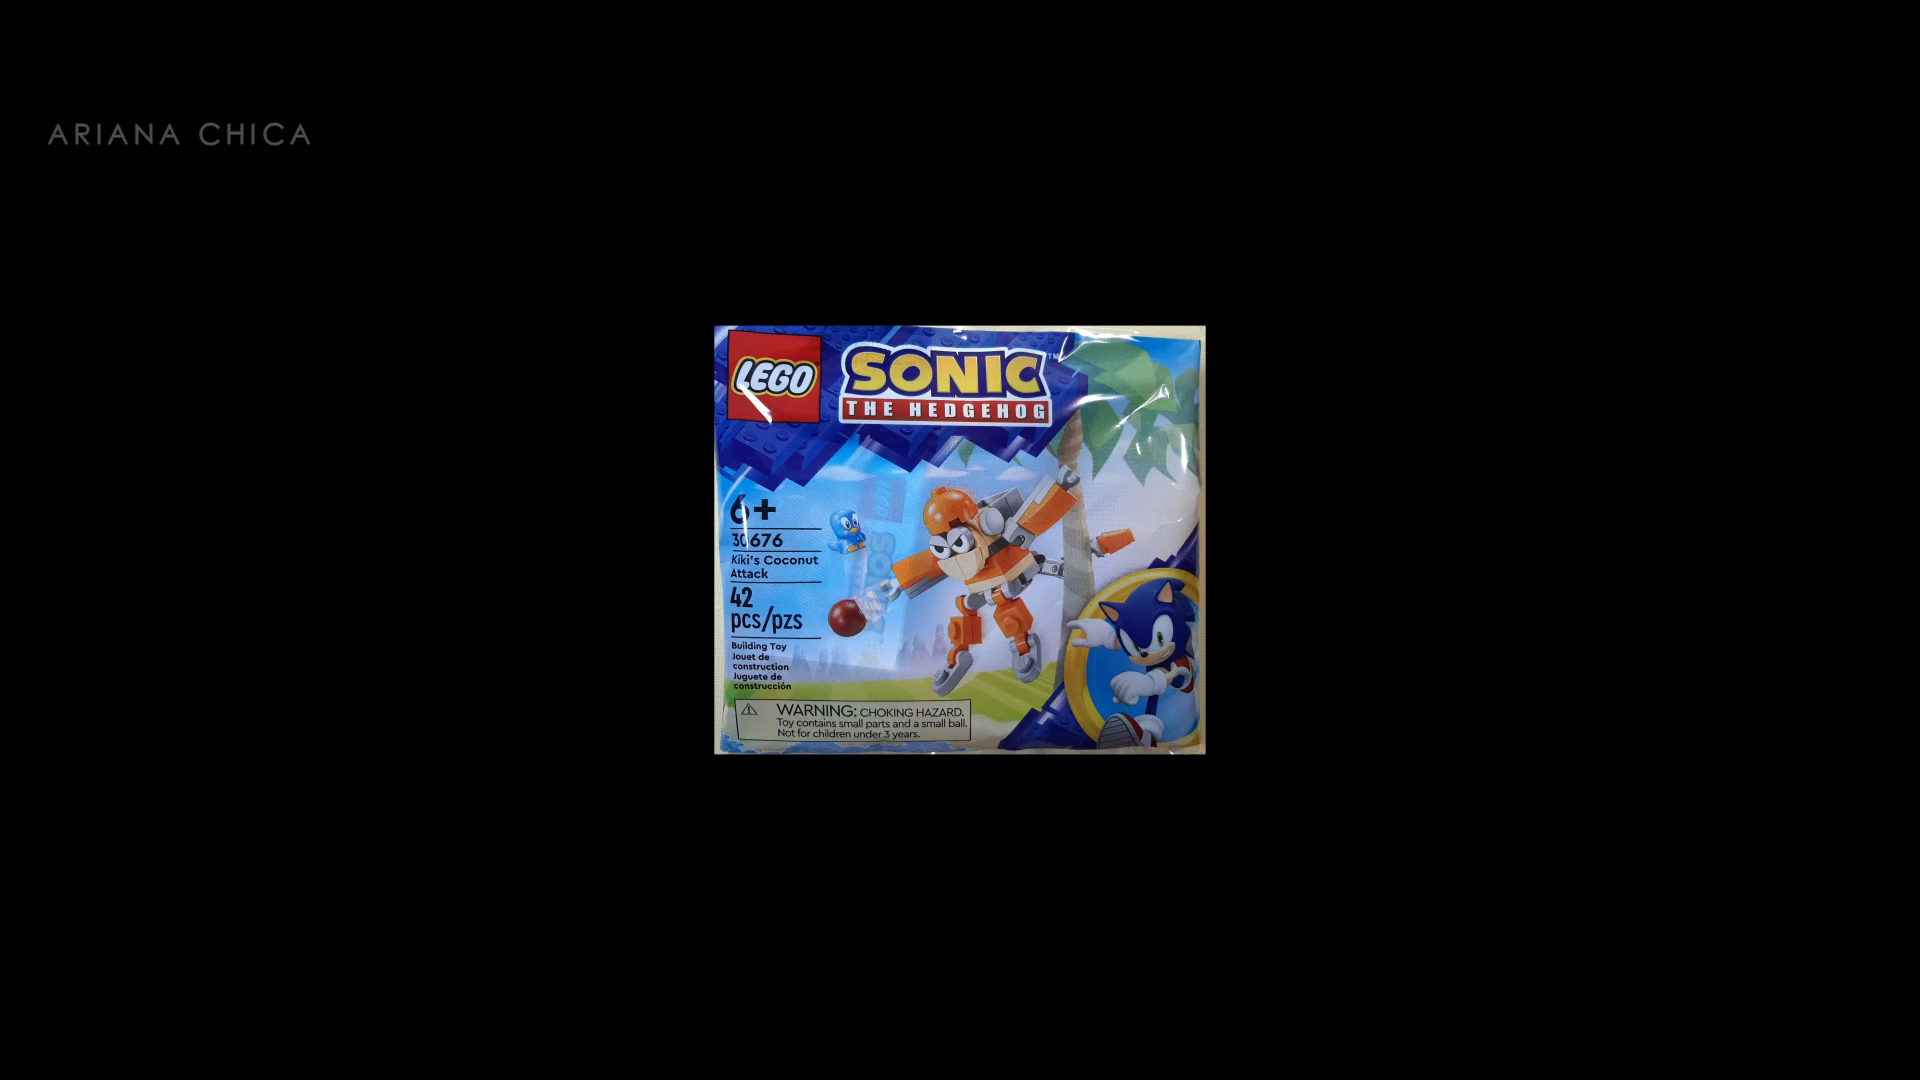 ARIANA CHICA
LEGO
SONIC™
THE HEDGEHOG
6+
30676
Kiki's Coconut
Attack
42
pcs/pzs
Building Toy
Jouet de
construction
Juguete de
construcción
WARNING: CHOKING HAZARD.
Toy contains small parts and a small ball.
Not for children under 3 years.